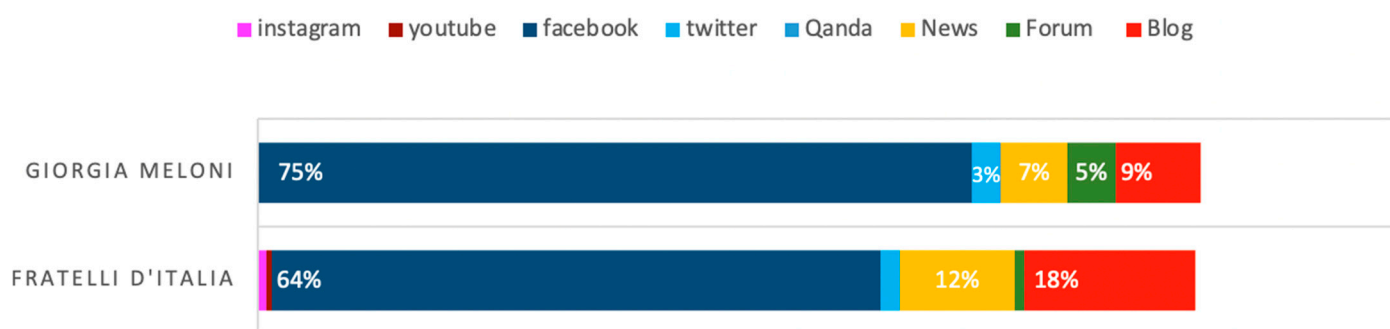 instagram youtube facebook twitter Qanda News Forum Blog
GIORGIA MELONI 75% 3% 7% 5% 9%
FRATELLI D'ITALIA 64% 12% 18%